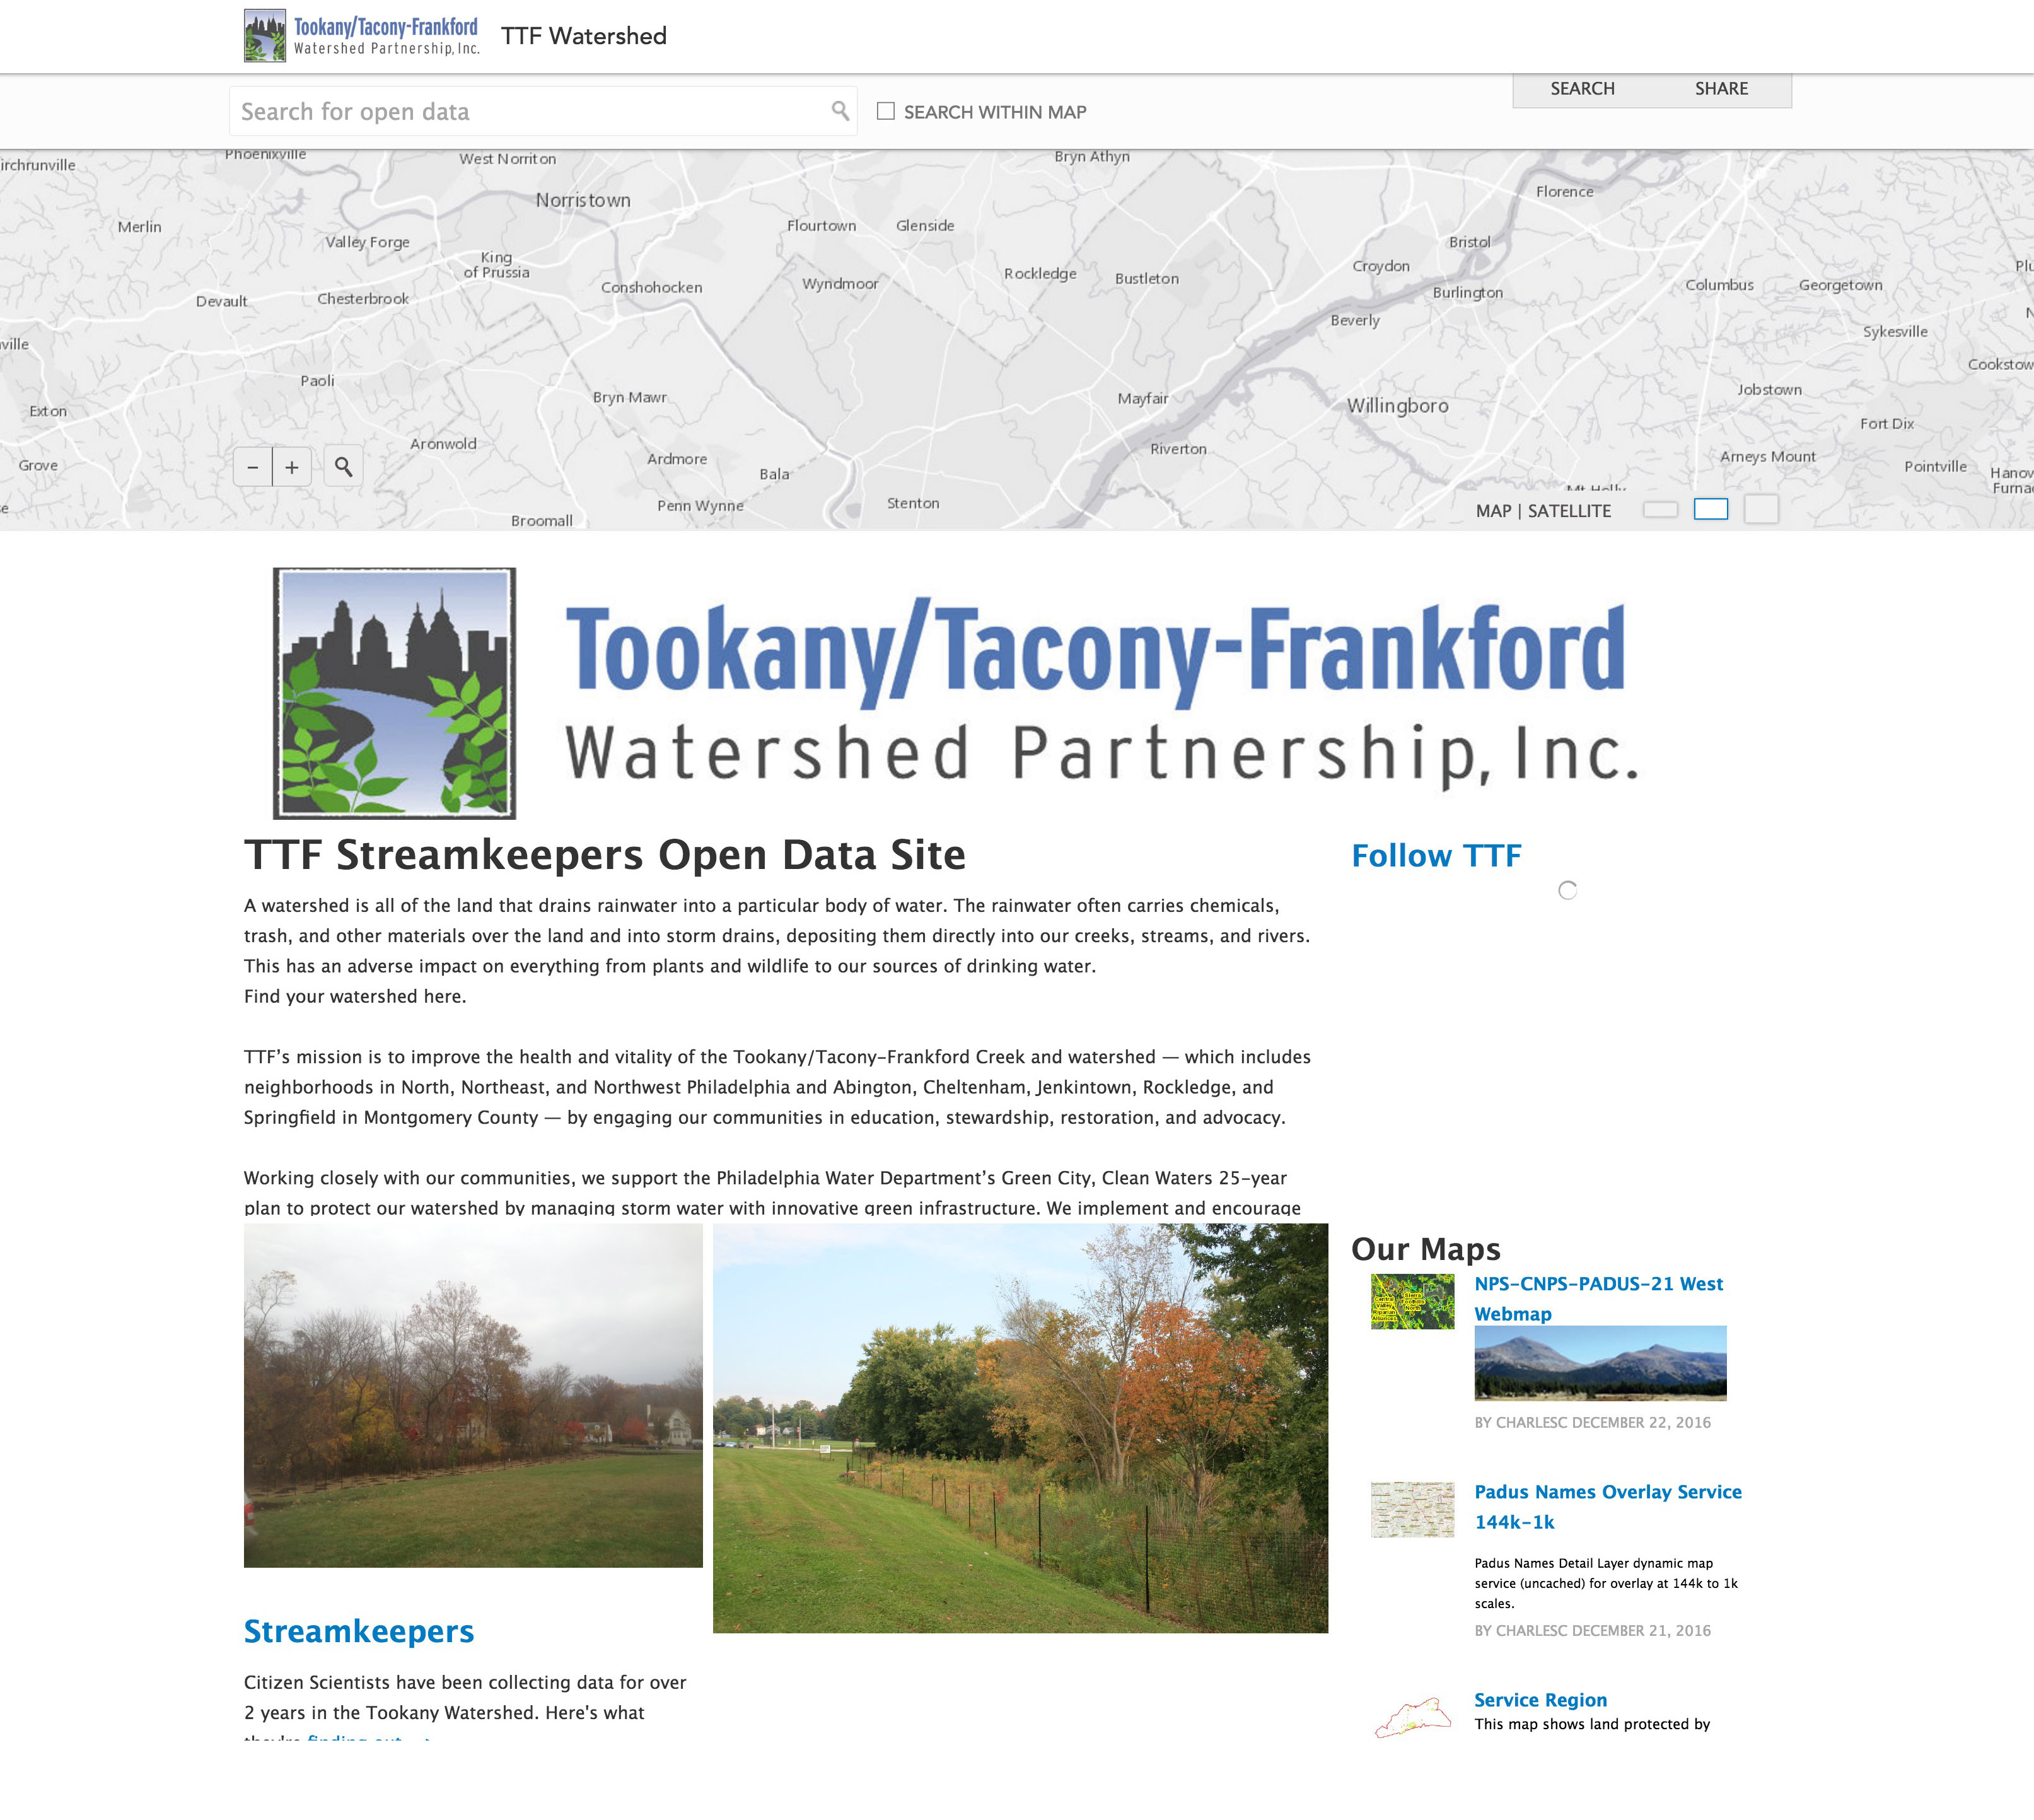 Tookany/Tacony-Frankford
Watershed Partnership, Inc.
TTF Watershed
Search for open data
SEARCH WITHIN MAP
SEARCH
SHARE
irchrunville
Phoenixville
West Norriton
Bryn Athyn
Norristown
Florence
Merlin
Flourtown
Glenside
Valley Forge
Bristol
King
of Prussia
Rockledge
Bustleton
Croydon
Plu
Devault
Chesterbrook
Conshohocken
Wyndmoor
Burlington
Columbus
Georgetown
Beverly
N
Sykesville
ville
Paoli
Cookstow
Bryn Mawr
Mayfair
Willingboro
Jobstown
Exton
Aronwold
Fort Dix
Grove
Ardmore
Riverton
Arneys Mount
Pointville
Bala
Hanov
Furna
Penn Wynne
Stenton
Mt Holly
e
Broomall
− +
MAP | SATELLITE
Tookany/Tacony-Frankford
Watershed Partnership, Inc.
TTF Streamkeepers Open Data Site
A watershed is all of the land that drains rainwater into a particular body of water. The rainwater often carries chemicals,
trash, and other materials over the land and into storm drains, depositing them directly into our creeks, streams, and rivers.
This has an adverse impact on everything from plants and wildlife to our sources of drinking water.
Find your watershed here.
TTF’s mission is to improve the health and vitality of the Tookany/Tacony-Frankford Creek and watershed — which includes
neighborhoods in North, Northeast, and Northwest Philadelphia and Abington, Cheltenham, Jenkintown, Rockledge, and
Springfield in Montgomery County — by engaging our communities in education, stewardship, restoration, and advocacy.
Working closely with our communities, we support the Philadelphia Water Department’s Green City, Clean Waters 25-year
plan to protect our watershed by managing storm water with innovative green infrastructure. We implement and encourage
Follow TTF
Streamkeepers
Citizen Scientists have been collecting data for over
2 years in the Tookany Watershed. Here's what
they're finding out -->
Our Maps
NPS-CNPS-PADUS-21 West
Webmap
BY CHARLESC DECEMBER 22, 2016
Padus Names Overlay Service
144k-1k
Padus Names Detail Layer dynamic map
service (uncached) for overlay at 144k to 1k
scales.
BY CHARLESC DECEMBER 21, 2016
Service Region
This map shows land protected by